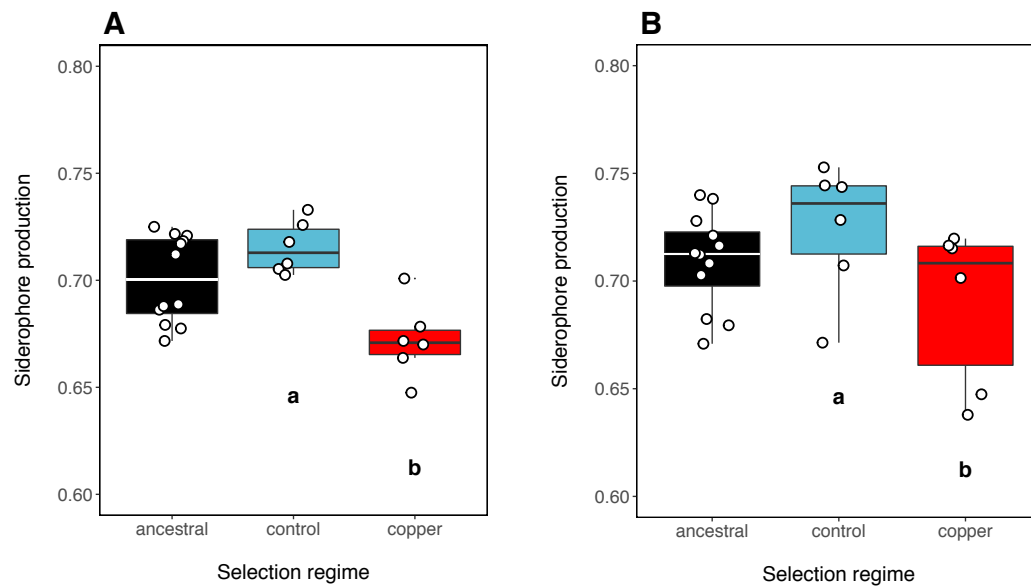 A
Siderophore production
0.80
0.75
0.70
0.65
0.60
a
b
ancestral
control
copper
Selection regime
B
Siderophore production
0.80
0.75
0.70
0.65
0.60
a
b
ancestral
control
copper
Selection regime